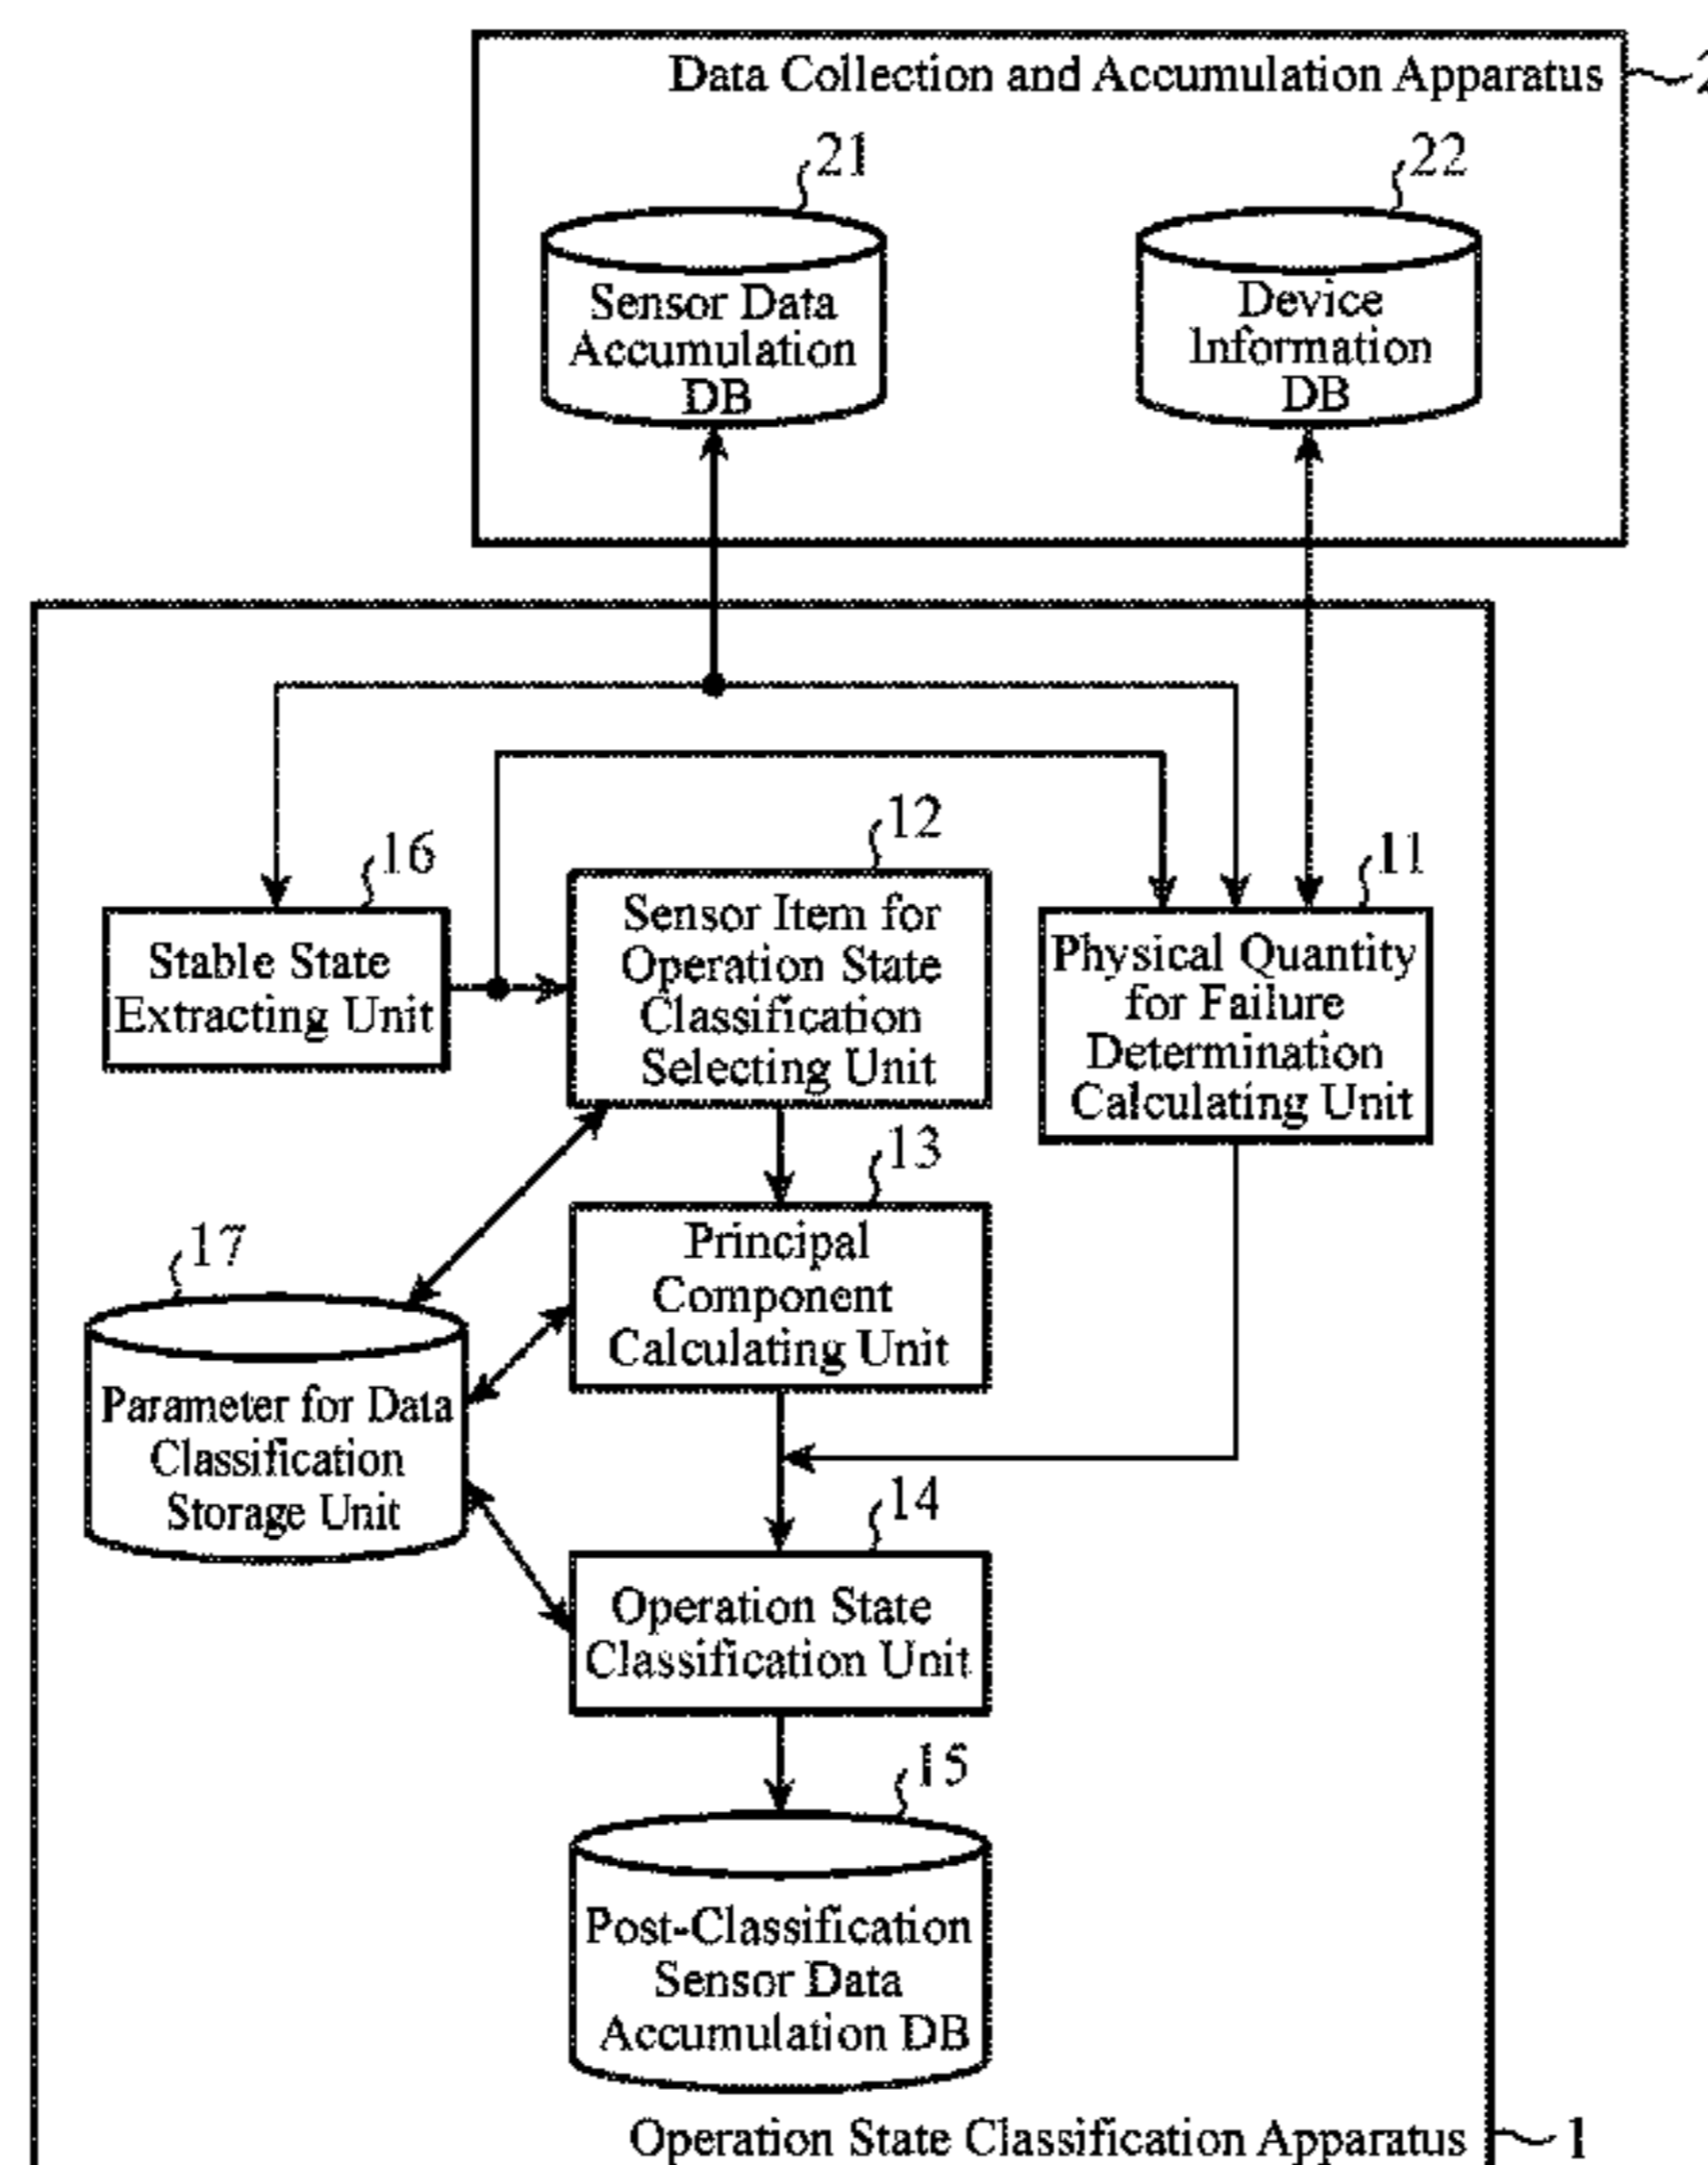 Data Collection and Accumulation Apparatus
2
21
22
Sensor Data
Accumulation
DB
Device
Information
DB
12
16
11
Sensor Item for
Operation State
Classification
Selecting Unit
Stable State
Extracting Unit
Physical Quantity
for Failure
Determination
Calculating Unit
13
17
Principal
Component
Calculating Unit
Parameter for Data
Classification
Storage Unit
14
Operation State
Classification Unit
15
Post-Classification
Sensor Data
Accumulation DB
Operation State Classification Apparatus
1